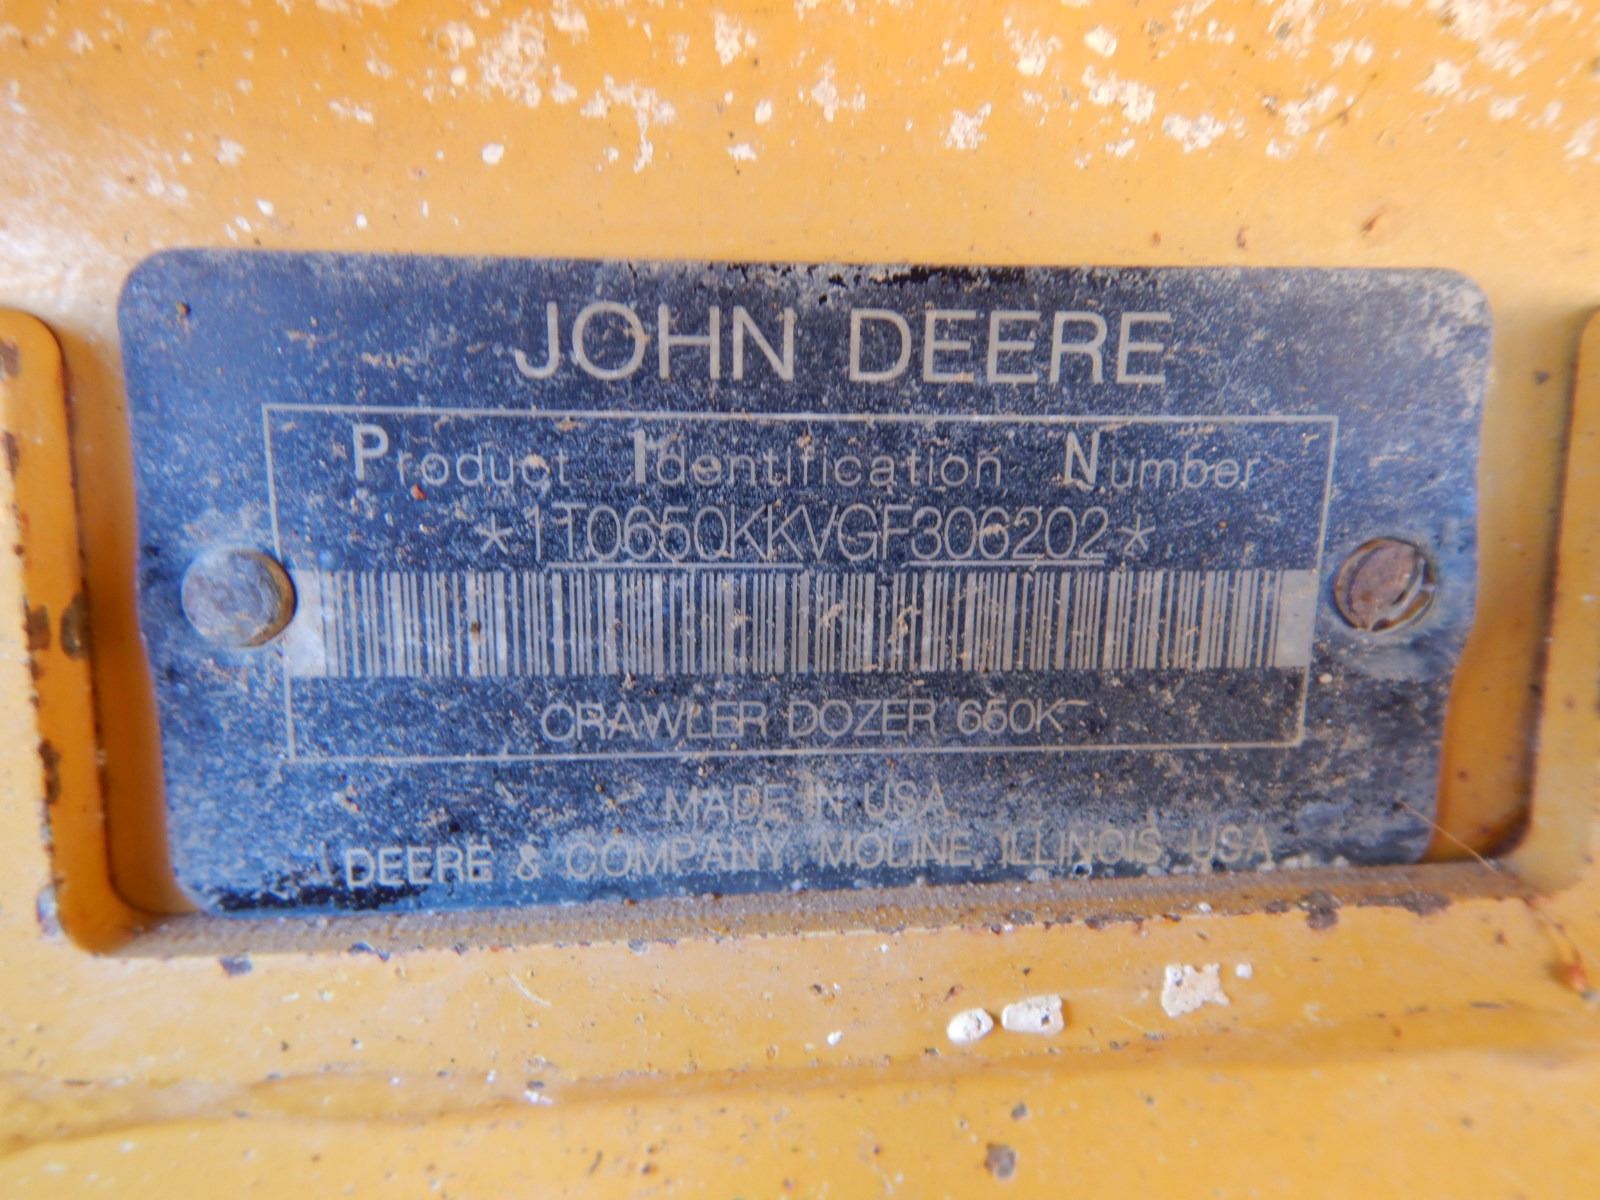 JOHN DEERE
Product Identification Number
*1T0650KKVGF306202*
CRAWLER DOZER 650K
MADE IN USA
DEERE & COMPANY, MOLINE, ILLINOIS USA